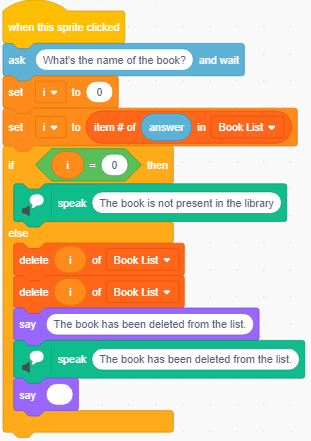 when this sprite clicked
ask What's the name of the book? and wait
set i to 0
set i to item # of answer in Book List
if i = 0 then
speak The book is not present in the library
else
delete i of Book List
delete i of Book List
say The book has been deleted from the list.
speak The book has been deleted from the list.
say